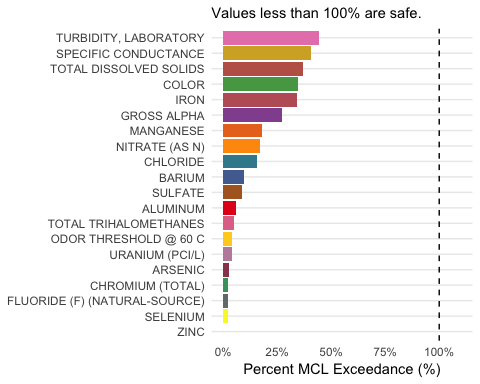 Values less than 100% are safe.
TURBIDITY, LABORATORY
SPECIFIC CONDUCTANCE
TOTAL DISSOLVED SOLIDS
COLOR
IRON
GROSS ALPHA
MANGANESE
NITRATE (AS N)
CHLORIDE
BARIUM
SULFATE
ALUMINUM
TOTAL TRIHALOMETHANES
ODOR THRESHOLD @ 60 C
URANIUM (PCI/L)
ARSENIC
CHROMIUM (TOTAL)
FLUORIDE (F) (NATURAL-SOURCE)
SELENIUM
ZINC
0% 25% 50% 75% 100%
Percent MCL Exceedance (%)